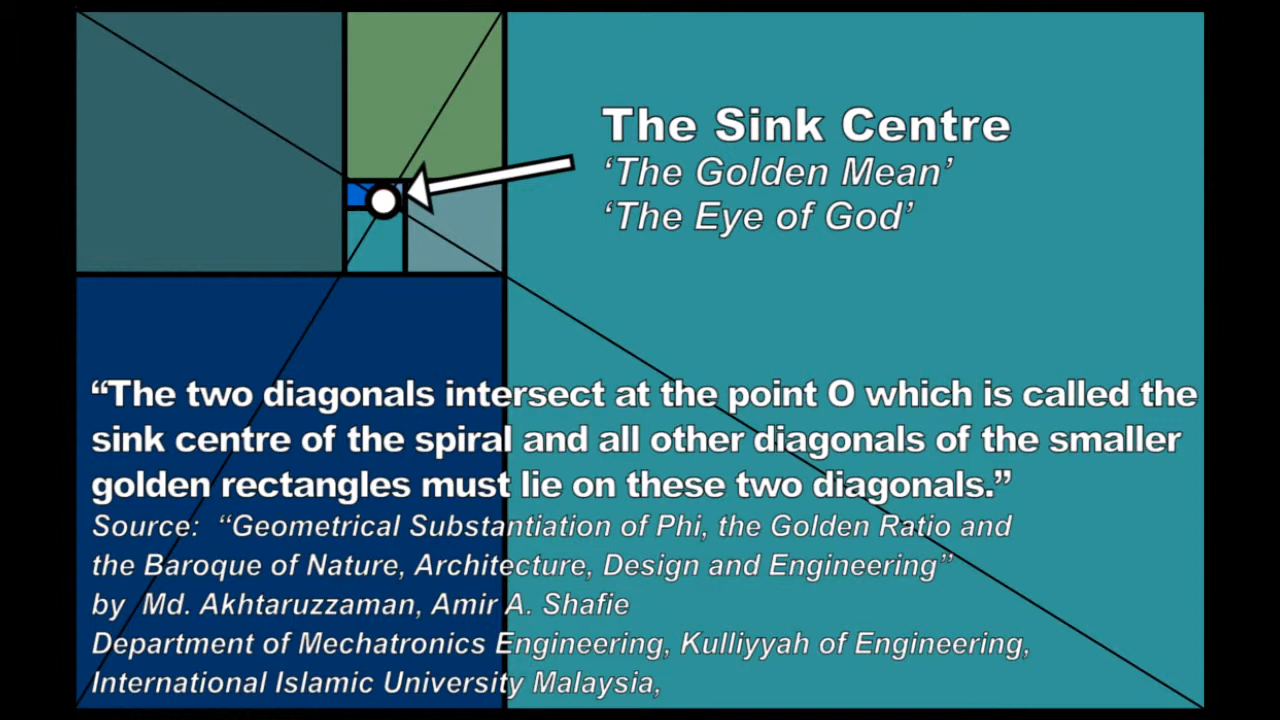 The Sink Centre
‘The Golden Mean’
‘The Eye of God’
“The two diagonals intersect at the point O which is called the
sink centre of the spiral and all other diagonals of the smaller
golden rectangles must lie on these two diagonals.”
Source:  “Geometrical Substantiation of Phi, the Golden Ratio and
the Baroque of Nature, Architecture, Design and Engineering”
by  Md. Akhtaruzzaman, Amir A. Shafie
Department of Mechatronics Engineering, Kulliyyah of Engineering,
International Islamic University Malaysia,